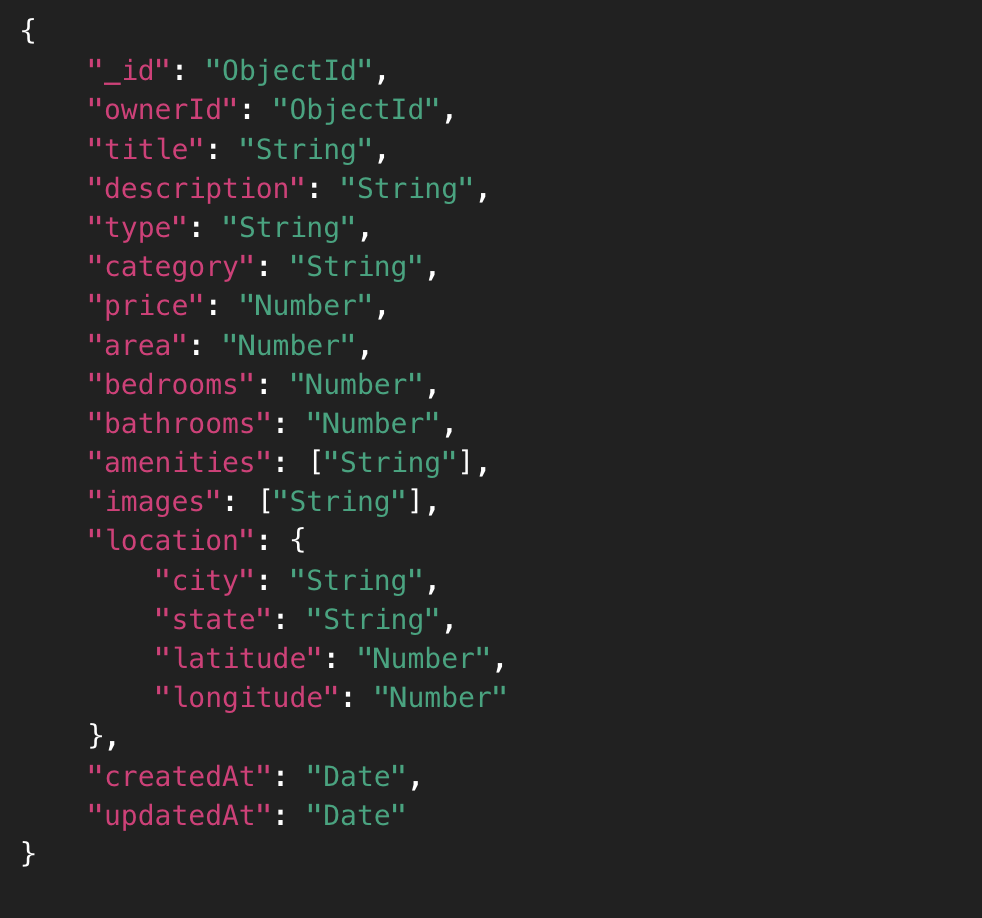 {
    "_id": "ObjectId",
    "ownerId": "ObjectId",
    "title": "String",
    "description": "String",
    "type": "String",
    "category": "String",
    "price": "Number",
    "area": "Number",
    "bedrooms": "Number",
    "bathrooms": "Number",
    "amenities": ["String"],
    "images": ["String"],
    "location": {
        "city": "String",
        "state": "String",
        "latitude": "Number",
        "longitude": "Number"
    },
    "createdAt": "Date",
    "updatedAt": "Date"
}